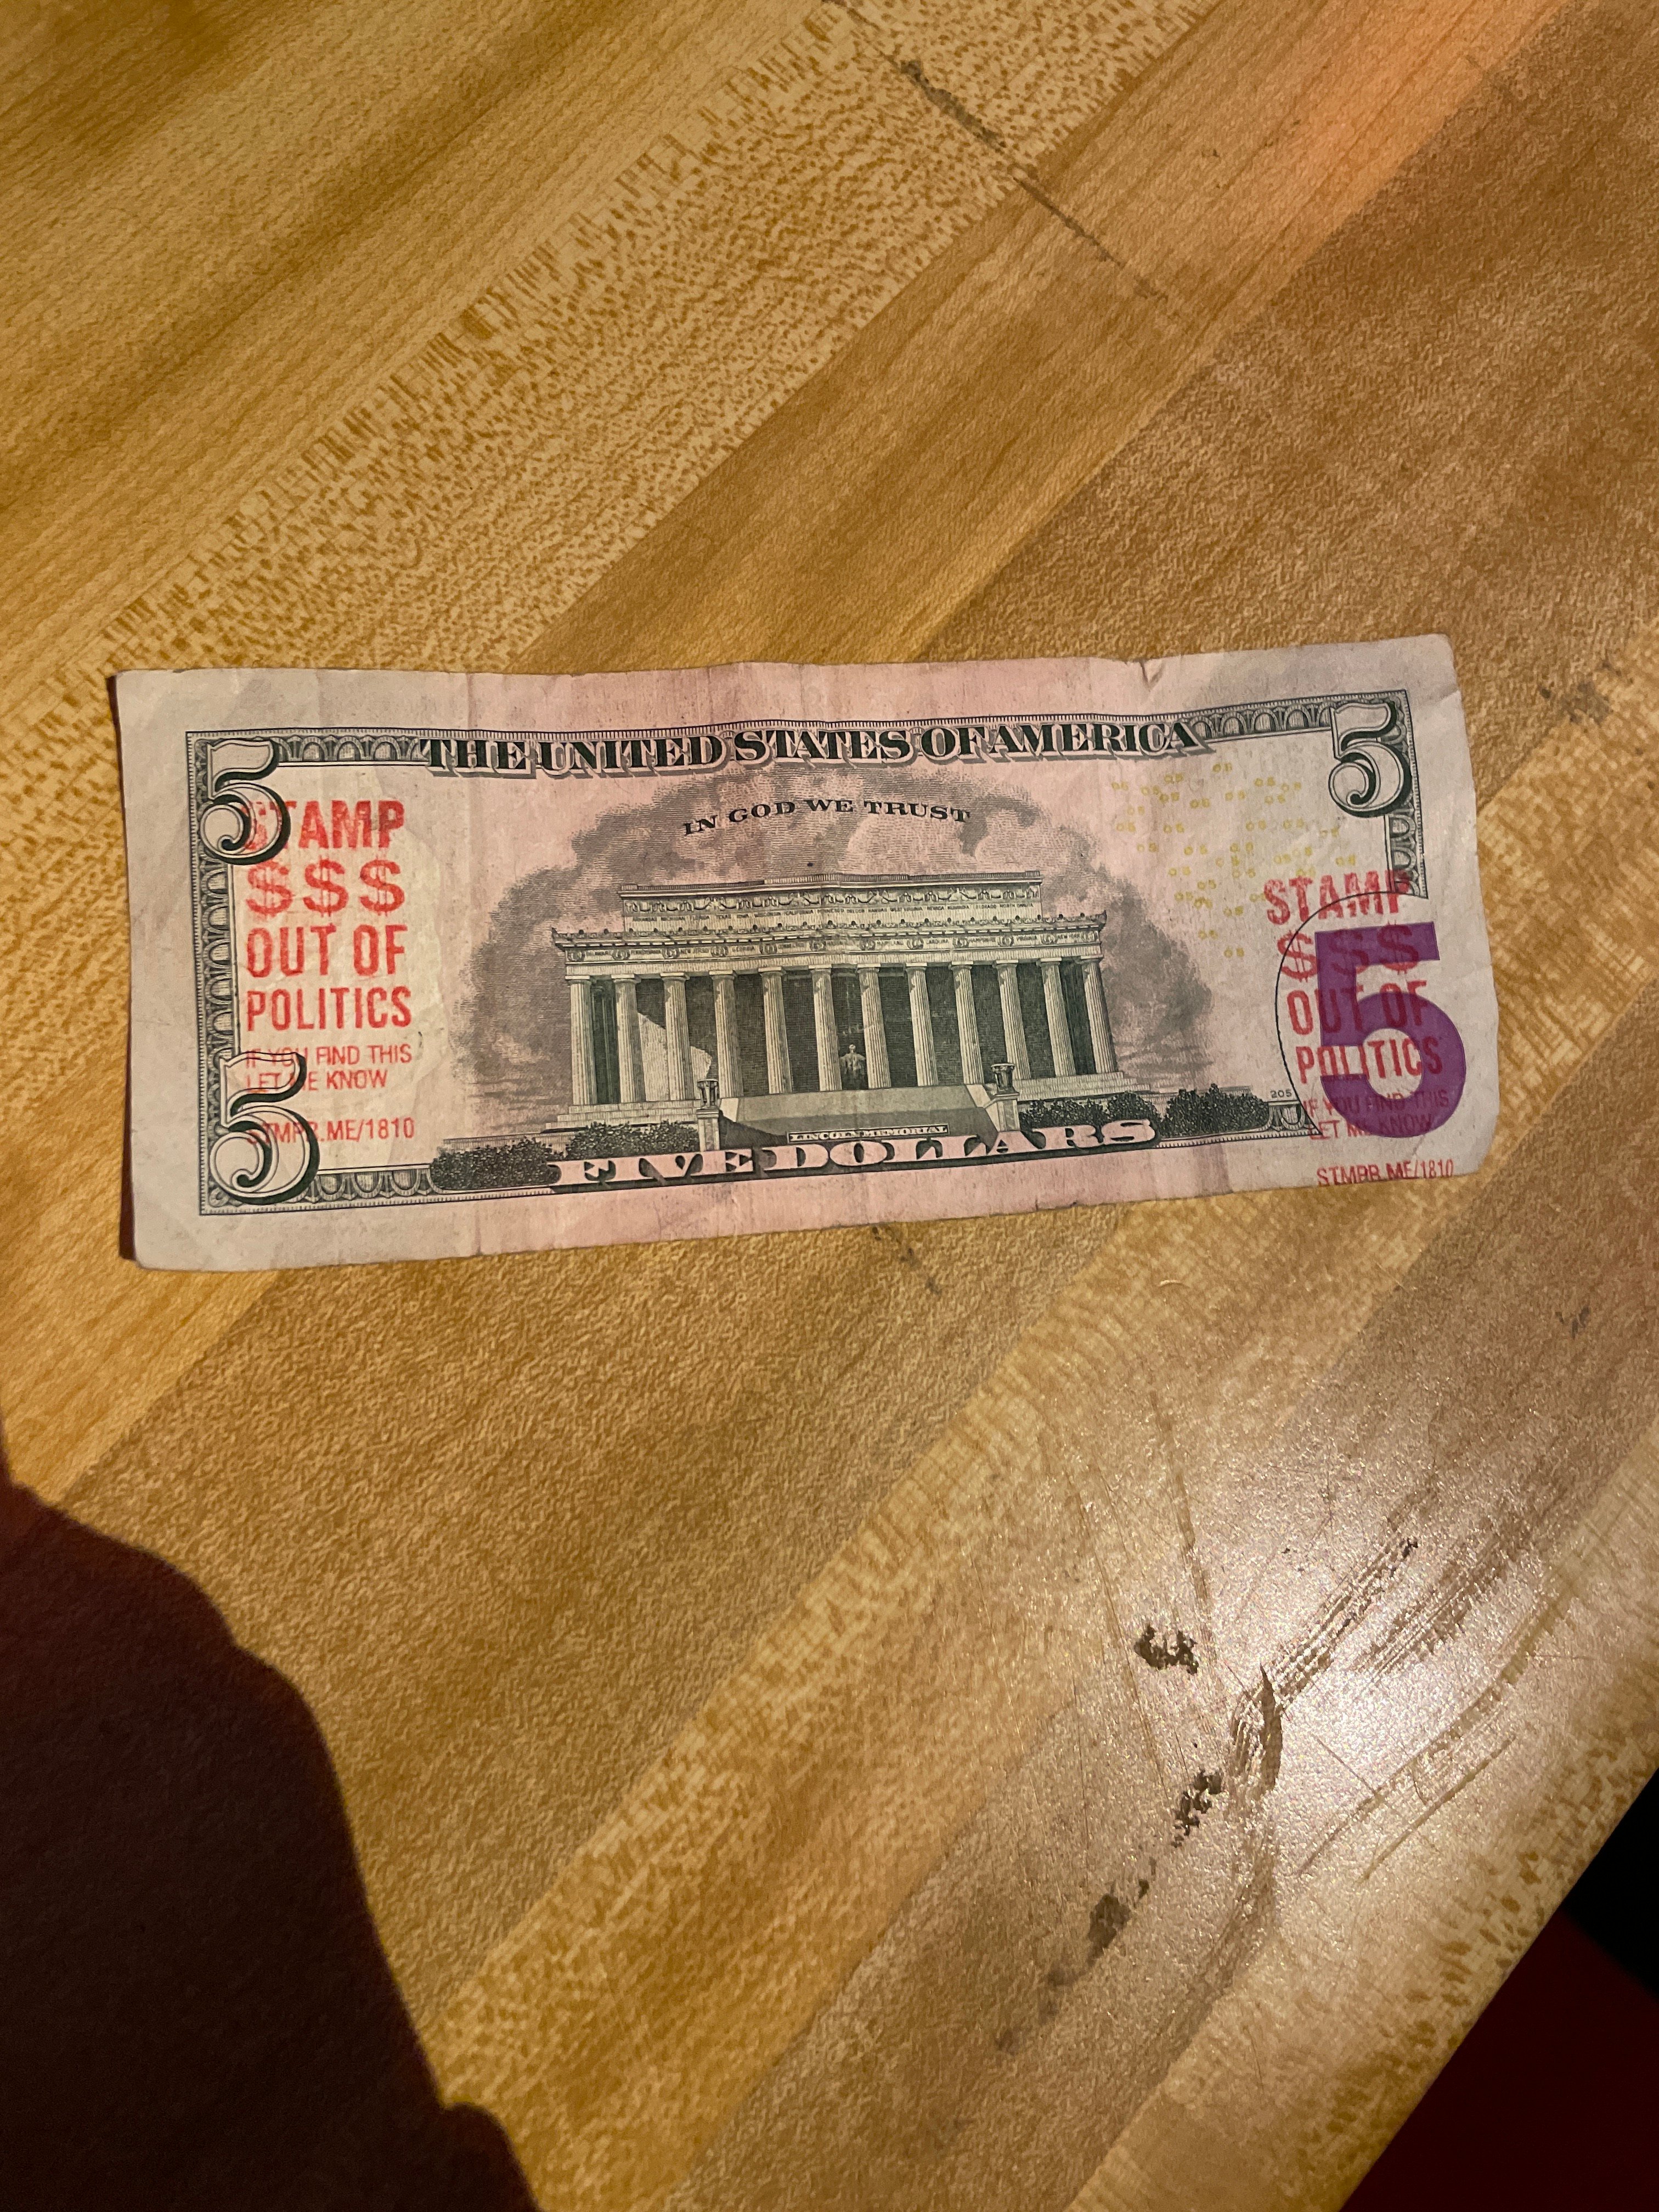 THE UNITED STATES OF AMERICA
5
5
IN GOD WE TRUST
STAMP
$$$
OUT OF
POLITICS
IF YOU FIND THIS
LET ME KNOW
STMPR.ME/1810
5
STAMP
$$$
OUT OF
POLITICS
IF YOU FIND THIS
LET ME KNOW
STMPR.ME/1810
5
205
LINCOLN MEMORIAL
FIVE DOLLARS